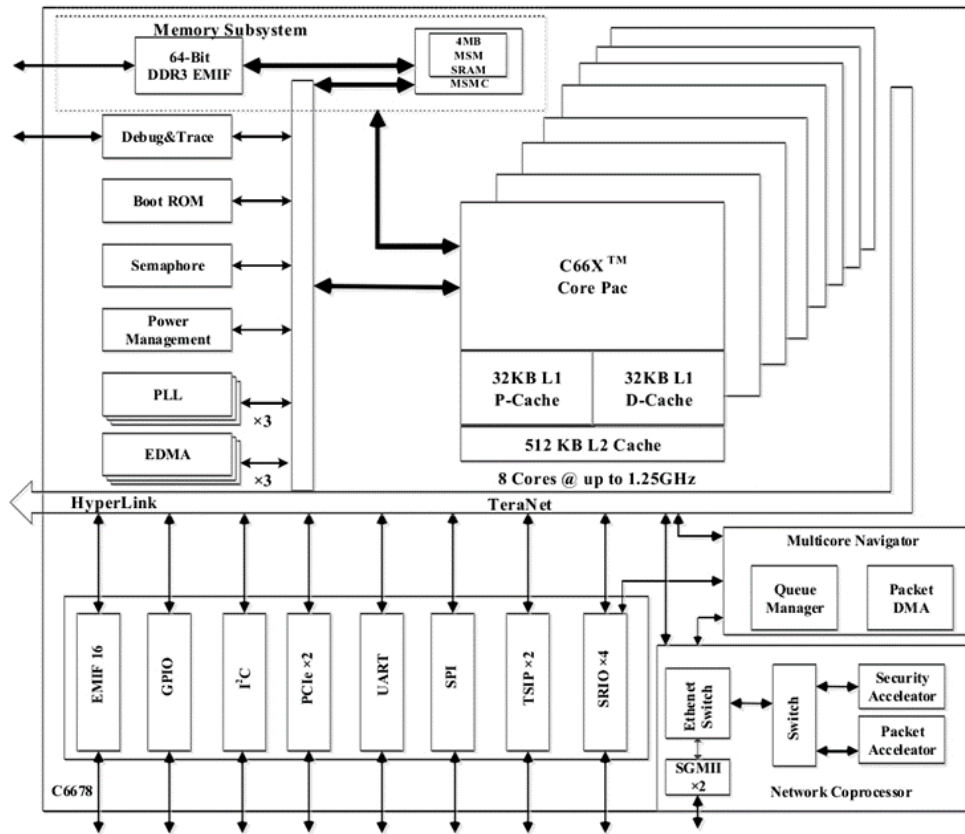 Memory Subsystem
64-Bit
DDR3 EMIF
4MB
MSM
SRAM
MSMC
Debug&Trace
Boot ROM
Semaphore
Power
Management
PLL
×3
EDMA
×3
C66X™
Core Pac
32KB L1
P-Cache
32KB L1
D-Cache
512 KB L2 Cache
8 Cores @ up to 1.25GHz
HyperLink
TeraNet
Multicore Navigator
Queue
Manager
Packet
DMA
EMIF 16
GPIO
I²C
PCIe ×2
UART
SPI
TSIP ×2
SRIO ×4
Ethenet
Switch
Switch
Security
Acceleator
Packet
Acceleator
SGMII
×2
C6678
Network Coprocessor